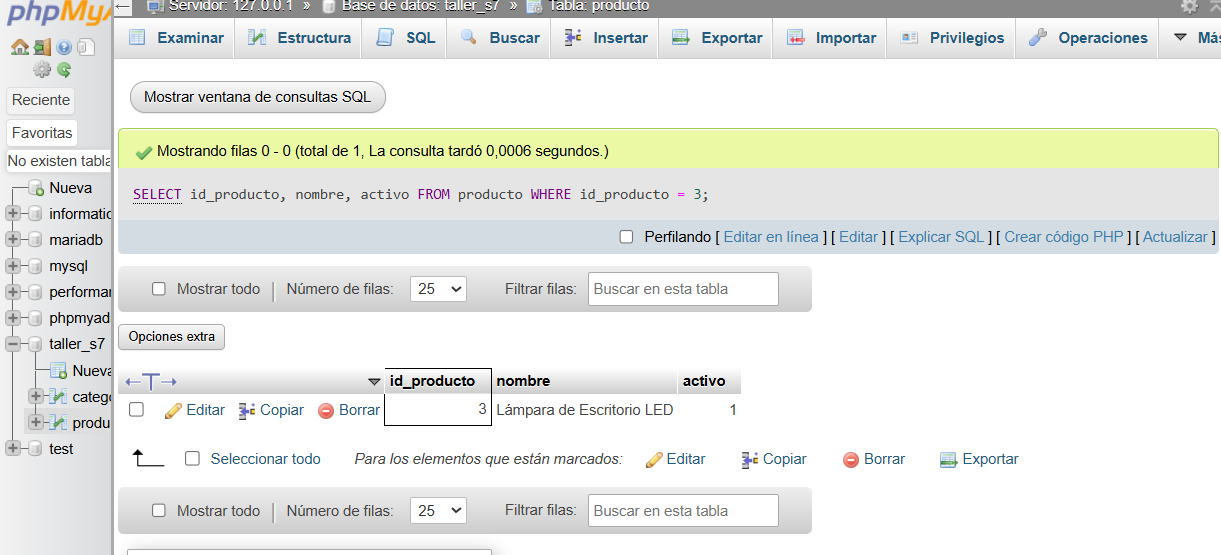 phpMyA
Servidor: 127.0.0.1 » Base de datos: taller_s7 » Tabla: producto
Examinar Estructura SQL Buscar Insertar Exportar Importar Privilegios Operaciones Más
Reciente
Favoritas
No existen tabla
Nueva
informatic
mariadb
mysql
performan
phpmyad
taller_s7
Nueva
catego
produ
test
Mostrar ventana de consultas SQL
Mostrando filas 0 - 0 (total de 1, La consulta tardó 0,0006 segundos.)
SELECT id_producto, nombre, activo FROM producto WHERE id_producto = 3;
Perfilando [ Editar en línea ] [ Editar ] [ Explicar SQL ] [ Crear código PHP ] [ Actualizar ]
Mostrar todo | Número de filas: 25 Filtrar filas: Buscar en esta tabla
Opciones extra
←T→ id_producto nombre activo
Editar Copiar Borrar 3 Lámpara de Escritorio LED 1
Seleccionar todo Para los elementos que están marcados: Editar Copiar Borrar Exportar
Mostrar todo | Número de filas: 25 Filtrar filas: Buscar en esta tabla